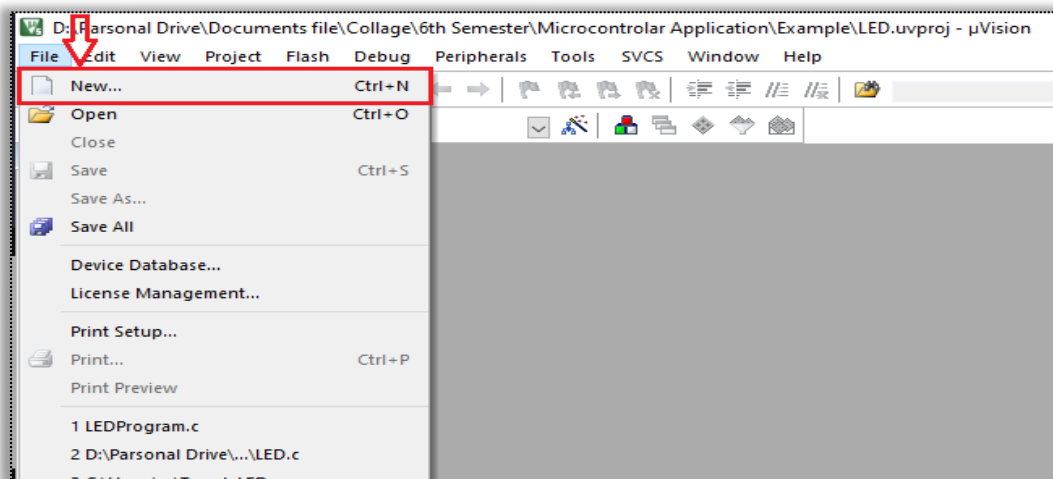 D:\Parsonal Drive\Documents file\Collage\6th Semester\Microcontrolar Application\Example\LED.uvproj - µVision
File Edit View Project Flash Debug Peripherals Tools SVCS Window Help
New... Ctrl+N
Open Ctrl+O
Close
Save Ctrl+S
Save As...
Save All
Device Database...
License Management...
Print Setup...
Print... Ctrl+P
Print Preview
1 LEDProgram.c
2 D:\Parsonal Drive\...\LED.c